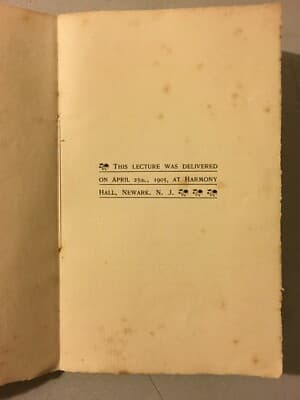 THIS LECTURE WAS DELIVERED
ON APRIL 23D., 1905, AT HARMONY
HALL, NEWARK. N. J.